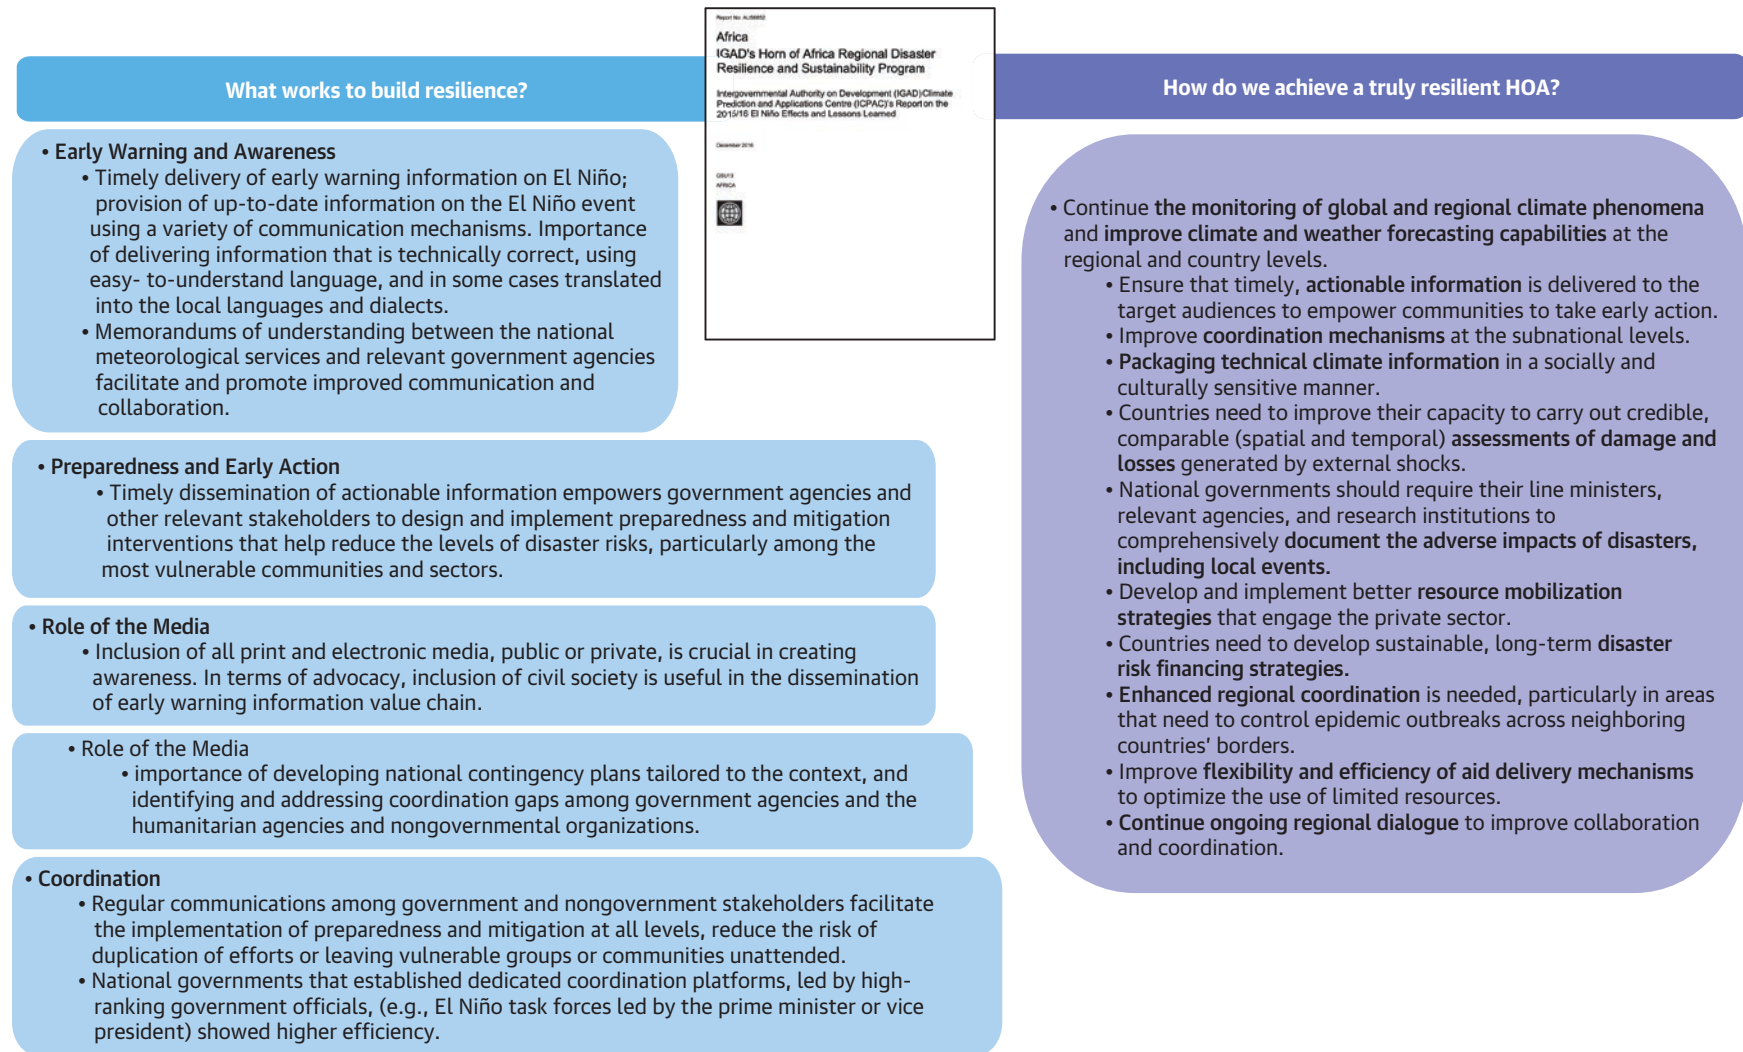 What works to build resilience?
• Early Warning and Awareness
• Timely delivery of early warning information on El Niño;
provision of up-to-date information on the El Niño event
using a variety of communication mechanisms. Importance
of delivering information that is technically correct, using
easy- to-understand language, and in some cases translated
into the local languages and dialects.
• Memorandums of understanding between the national
meteorological services and relevant government agencies
facilitate and promote improved communication and
collaboration.
• Preparedness and Early Action
• Timely dissemination of actionable information empowers government agencies and
other relevant stakeholders to design and implement preparedness and mitigation
interventions that help reduce the levels of disaster risks, particularly among the
most vulnerable communities and sectors.
• Role of the Media
• Inclusion of all print and electronic media, public or private, is crucial in creating
awareness. In terms of advocacy, inclusion of civil society is useful in the dissemination
of early warning information value chain.
• Role of the Media
• importance of developing national contingency plans tailored to the context, and
identifying and addressing coordination gaps among government agencies and the
humanitarian agencies and nongovernmental organizations.
• Coordination
• Regular communications among government and nongovernment stakeholders facilitate
the implementation of preparedness and mitigation at all levels, reduce the risk of
duplication of efforts or leaving vulnerable groups or communities unattended.
• National governments that established dedicated coordination platforms, led by high-
ranking government officials, (e.g., El Niño task forces led by the prime minister or vice
president) showed higher efficiency.
Report No. AUS6652
Africa
IGAD's Horn of Africa Regional Disaster
Resilience and Sustainability Program
Intergovernmental Authority on Development (IGAD)Climate
Prediction and Applications Centre (ICPAC)'s Report on the
2015/16 El Niño Effects and Lessons Learned
December 2016
GSU13
AFRICA
How do we achieve a truly resilient HOA?
• Continue the monitoring of global and regional climate phenomena
and improve climate and weather forecasting capabilities at the
regional and country levels.
• Ensure that timely, actionable information is delivered to the
target audiences to empower communities to take early action.
• Improve coordination mechanisms at the subnational levels.
• Packaging technical climate information in a socially and
culturally sensitive manner.
• Countries need to improve their capacity to carry out credible,
comparable (spatial and temporal) assessments of damage and
losses generated by external shocks.
• National governments should require their line ministers,
relevant agencies, and research institutions to
comprehensively document the adverse impacts of disasters,
including local events.
• Develop and implement better resource mobilization
strategies that engage the private sector.
• Countries need to develop sustainable, long-term disaster
risk financing strategies.
• Enhanced regional coordination is needed, particularly in areas
that need to control epidemic outbreaks across neighboring
countries' borders.
• Improve flexibility and efficiency of aid delivery mechanisms
to optimize the use of limited resources.
• Continue ongoing regional dialogue to improve collaboration
and coordination.